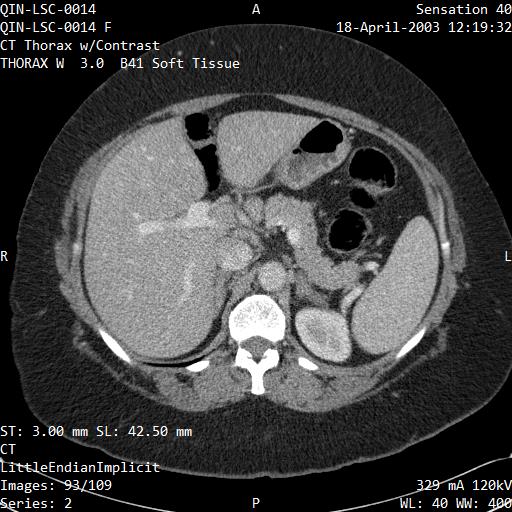 QIN-LSC-0014 A Sensation 40
QIN-LSC-0014 F 18-April-2003 12:19:32
CT Thorax w/Contrast
THORAX W 3.0 B41 Soft Tissue
R L
ST: 3.00 mm SL: 42.50 mm
CT
LittleEndianImplicit
Images: 93/109 329 mA 120kV
Series: 2 P WL: 40 WW: 400